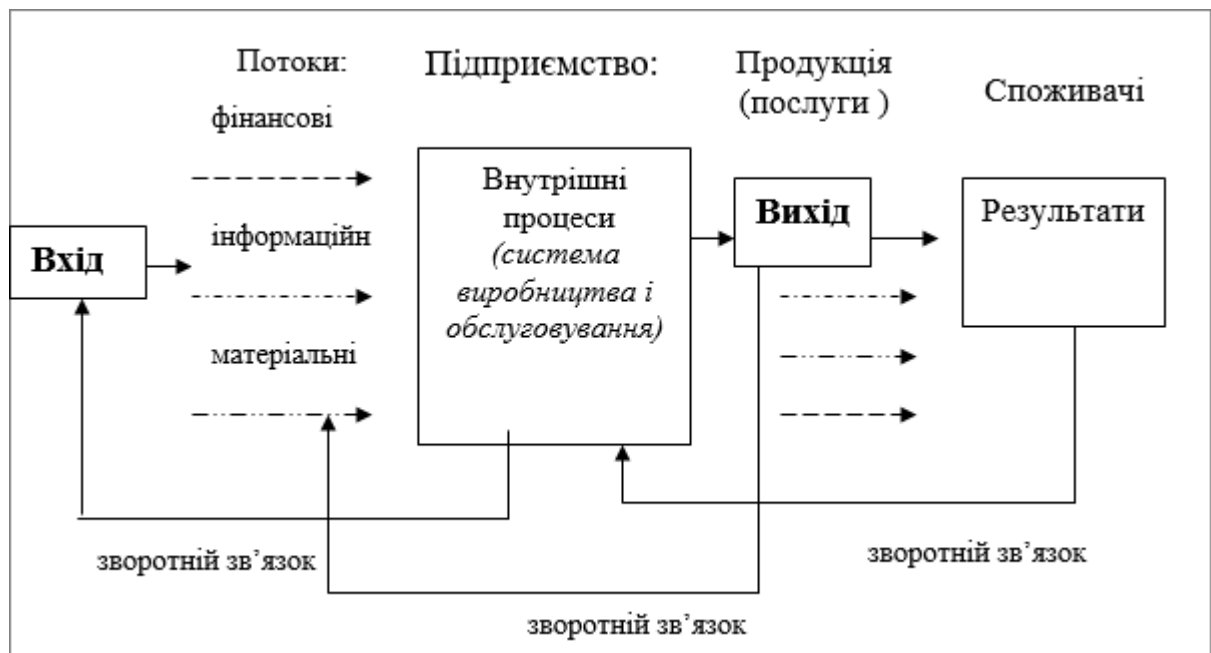 Потоки:
Підприємство:
Продукція
(послуги )
Споживачі
фінансові
інформаційн
матеріальні
Вхід
Внутрішні
процеси
(система
виробництва і
обслуговування)
Вихід
Результати
зворотній зв’язок
зворотній зв’язок
зворотній зв’язок